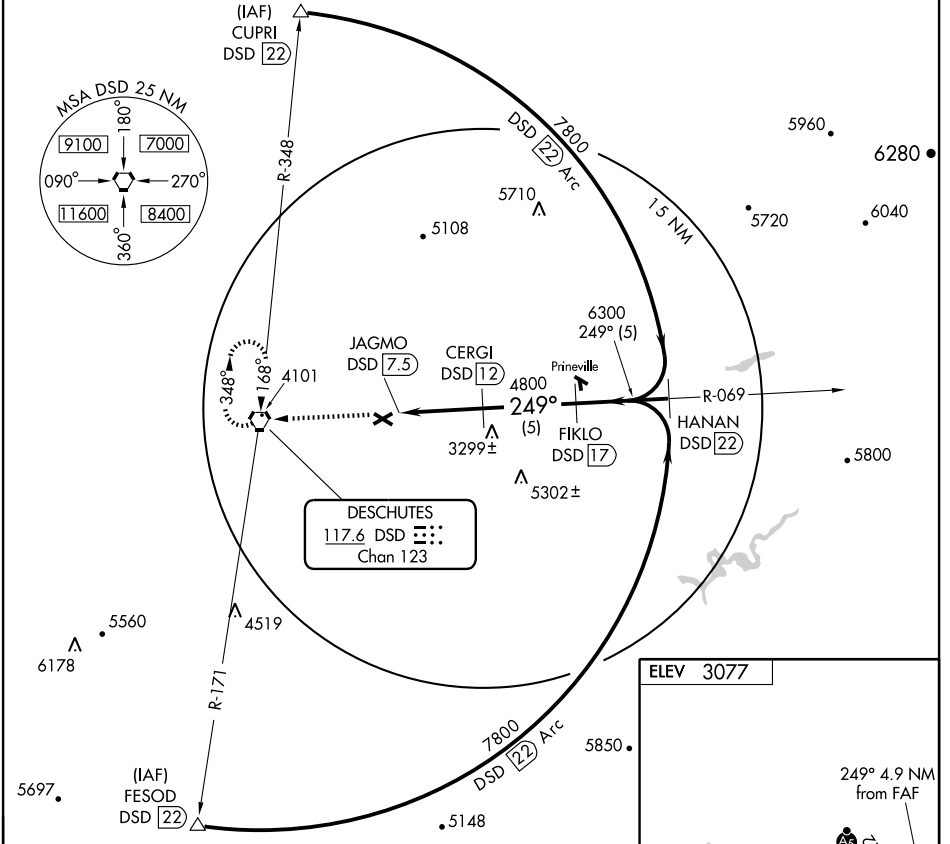 (IAF)
CUPRI
DSD 22
MSA DSD 25 NM
180°
9100
7000
090°
270°
11600
8400
360°
R-348
7800
DSD 22 Arc
15 NM
5960
6280
5720
6040
5710
5108
6300
249° (5)
JAGMO
DSD 7.5
CERGI
DSD 12
Prineville
348°
168°
4101
4800
249°
(5)
R-069
HANAN
DSD 22
3299±
FIKLO
DSD 17
5302±
5800
DESCHUTES
117.6 DSD
Chan 123
5560
4519
6178
R-171
ELEV 3077
7800
DSD 22 Arc
5850
(IAF)
FESOD
DSD 22
5697
5148
249° 4.9 NM
from FAF
A5